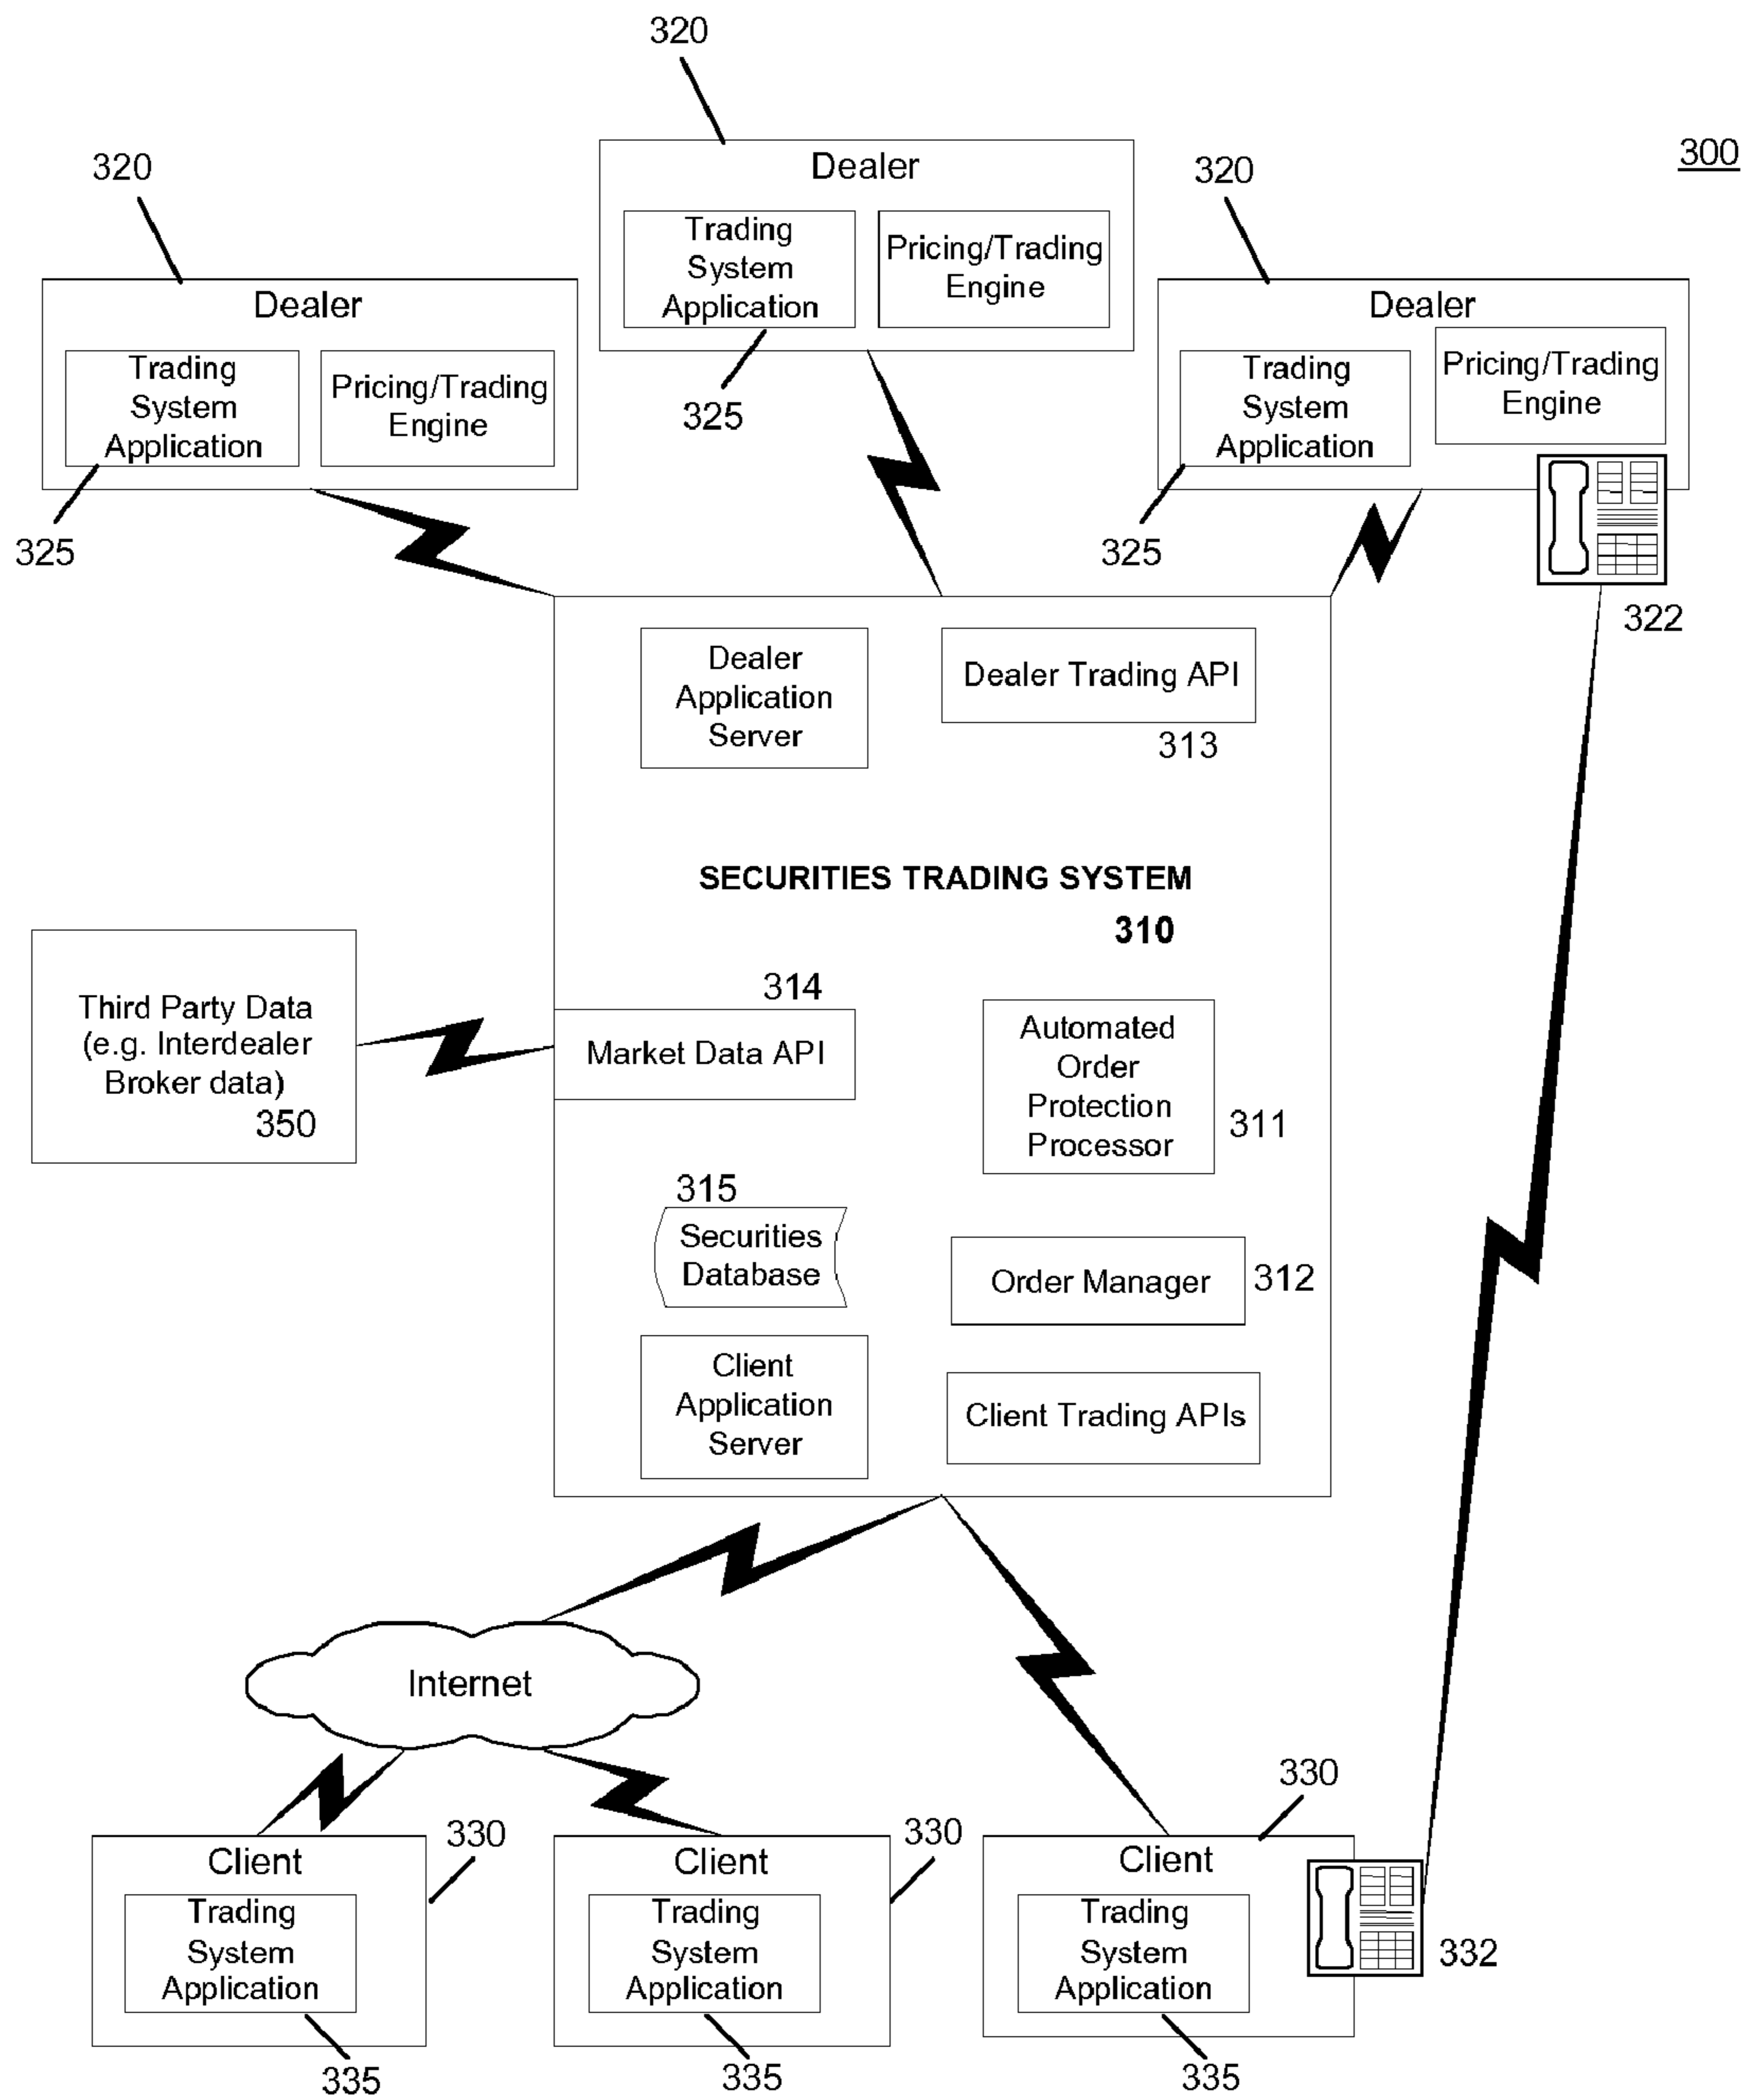 320
300
320
Dealer
Trading
System
Application
Pricing/Trading
Engine
325
320
Dealer
Trading
System
Application
Pricing/Trading
Engine
325
320
Dealer
Trading
System
Application
Pricing/Trading
Engine
325
322
Dealer
Application
Server
Dealer Trading API
313
SECURITIES TRADING SYSTEM
310
Third Party Data
(e.g. Interdealer
Broker data)
350
314
Market Data API
Automated
Order
Protection
Processor
311
315
Securities
Database
Order Manager
312
Client
Application
Server
Client Trading APIs
Internet
330
Client
Trading
System
Application
335
330
Client
Trading
System
Application
335
330
Client
Trading
System
Application
335
332